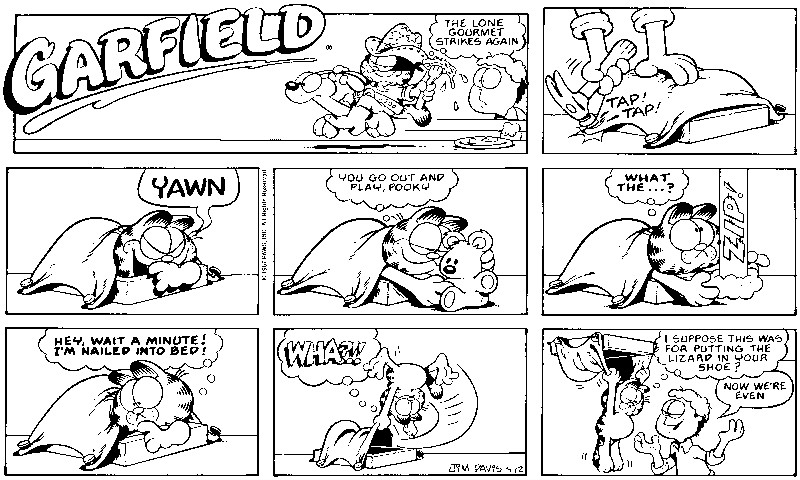 GARFIELD
THE LONE
GOURMET
STRIKES AGAIN
TAP!
TAP!
YAWN
YOU GO OUT AND
PLAY, POOKY
WHAT
THE...?
ZZIP!
HEY, WAIT A MINUTE!
I'M NAILED INTO BED!
WHA?!!
JIM DAVIS
I SUPPOSE THIS WAS
FOR PUTTING THE
LIZARD IN YOUR
SHOE?
NOW WE'RE
EVEN